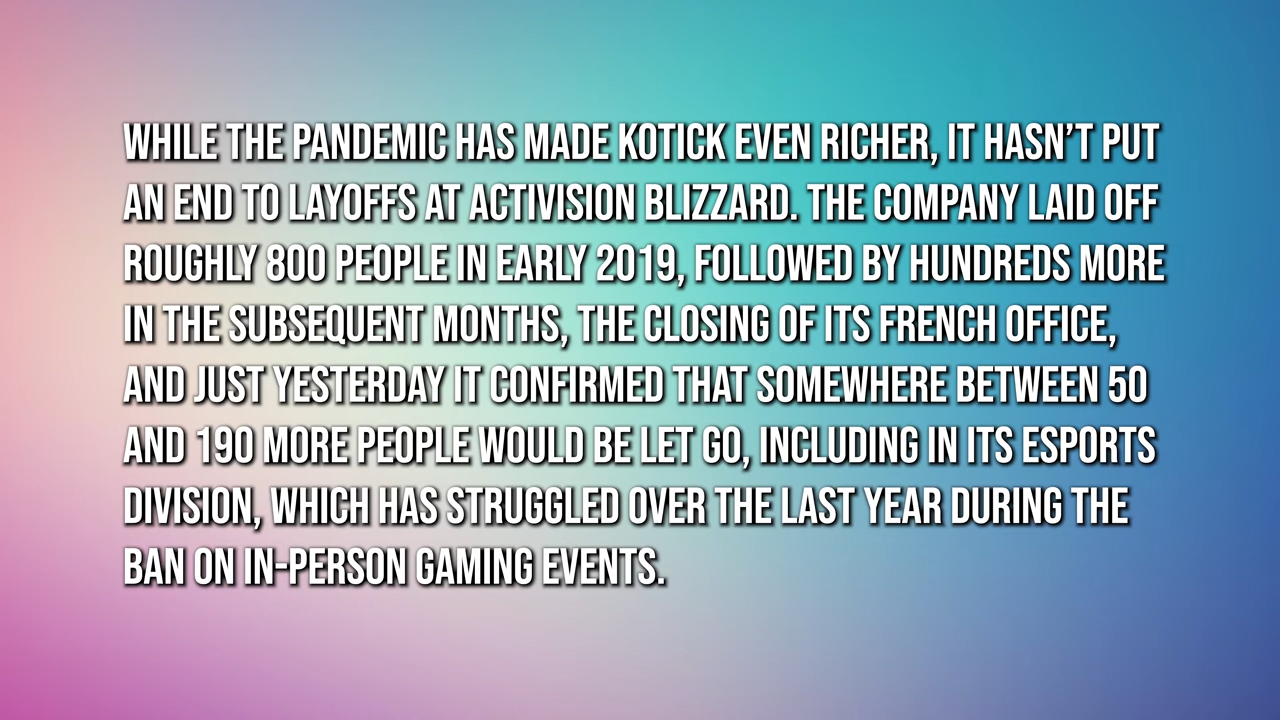 WHILE THE PANDEMIC HAS MADE KOTICK EVEN RICHER, IT HASN'T PUT
AN END TO LAYOFFS AT ACTIVISION BLIZZARD. THE COMPANY LAID OFF
ROUGHLY 800 PEOPLE IN EARLY 2019, FOLLOWED BY HUNDREDS MORE
IN THE SUBSEQUENT MONTHS, THE CLOSING OF ITS FRENCH OFFICE,
AND JUST YESTERDAY IT CONFIRMED THAT SOMEWHERE BETWEEN 50
AND 190 MORE PEOPLE WOULD BE LET GO, INCLUDING IN ITS ESPORTS
DIVISION, WHICH HAS STRUGGLED OVER THE LAST YEAR DURING THE
BAN ON IN-PERSON GAMING EVENTS.